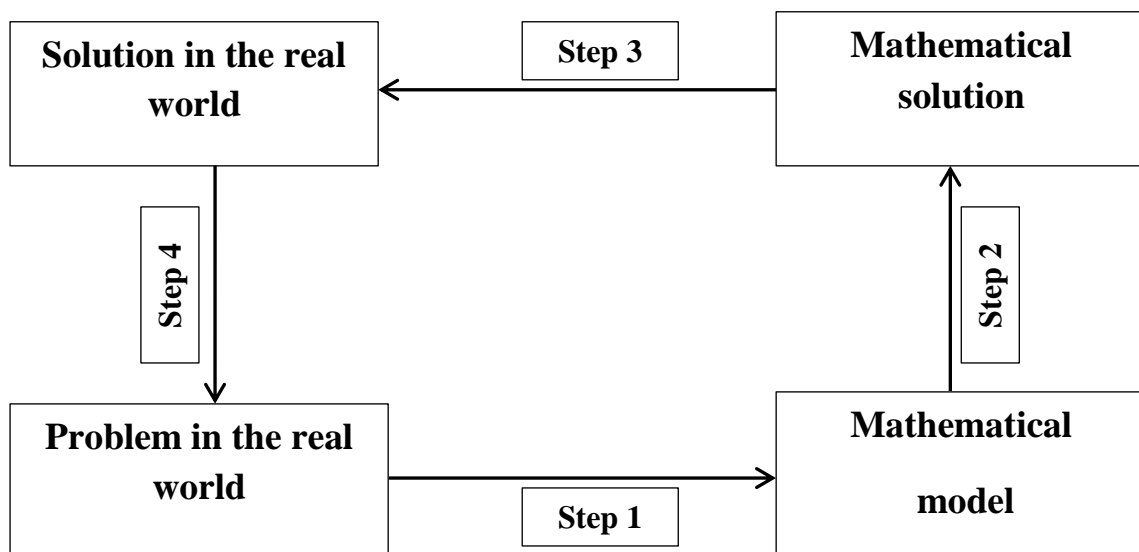 Solution in the real
world
Step 3
Mathematical
solution
Step 4
Step 2
Problem in the real
world
Step 1
Mathematical
model